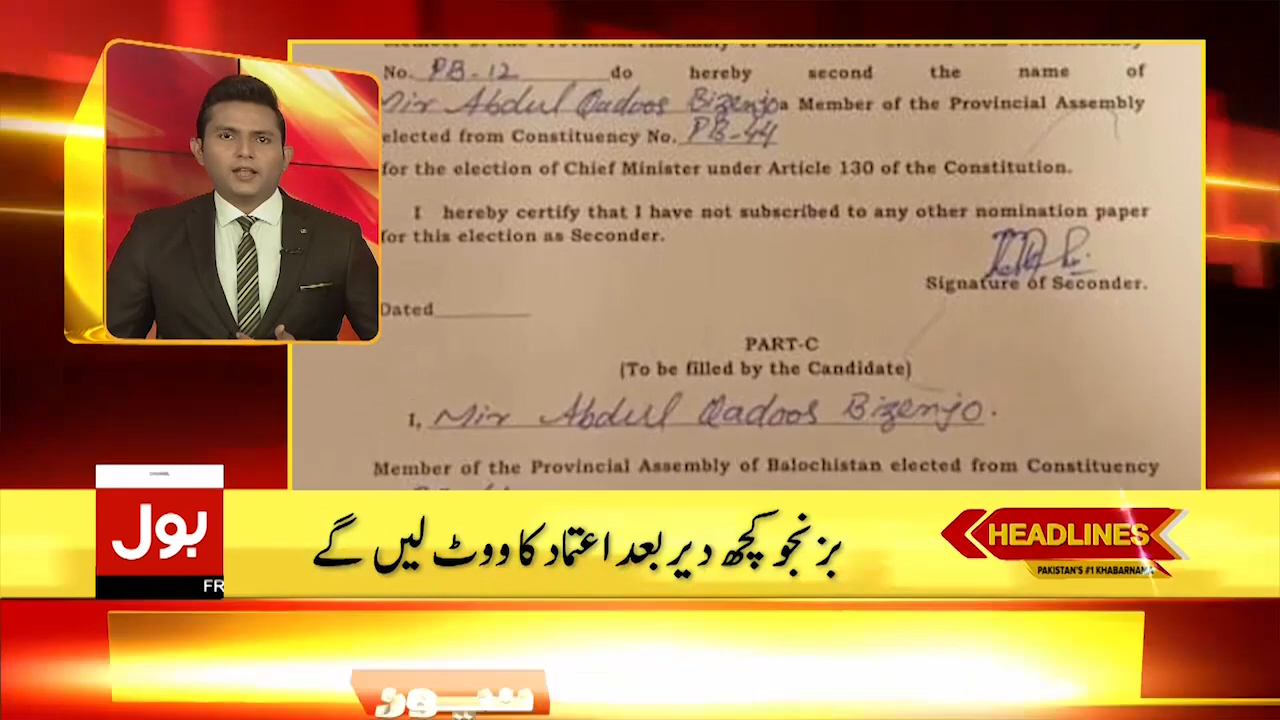 No. PB-12 do hereby second the name of
Mir Abdul Qadoos Bizenjo a Member of the Provincial Assembly
elected from Constituency No. PB-44
for the election of Chief Minister under Article 130 of the Constitution.
I hereby certify that I have not subscribed to any other nomination paper
for this election as Seconder.
Signature of Seconder.
Dated
PART-C
(To be filled by the Candidate)
I, Mir Abdul Qadoos Bizenjo.
Member of the Provincial Assembly of Balochistan elected from Constituency
بول
FR
بزنجو کچھ دیر بعد اعتماد کا ووٹ لیں گے
HEADLINES
PAKISTAN'S #1 KHABARNAMA
نیوز